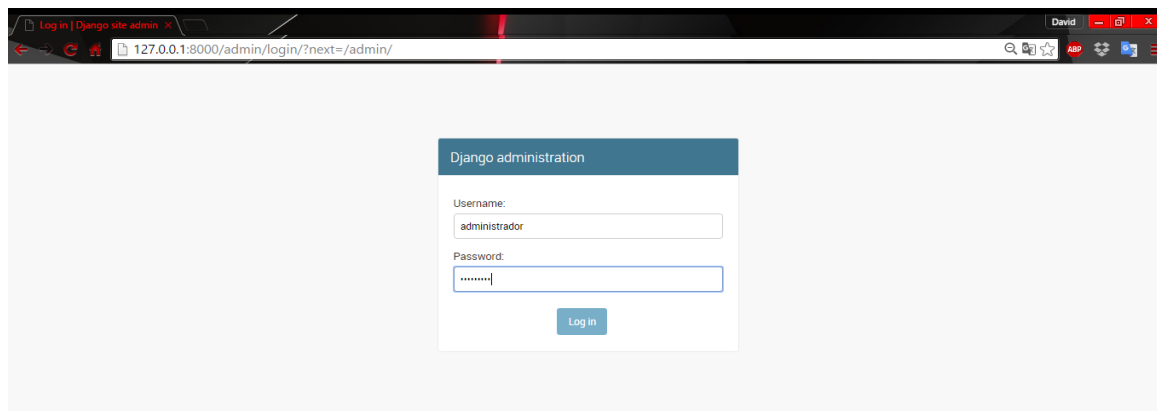 Log in | Django site admin
David
127.0.0.1:8000/admin/login/?next=/admin/
ABP
Django administration
Username:
administrador
Password:
•••••••••
Log in